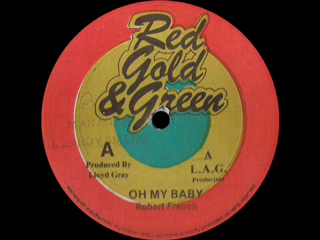 Red
Gold
& Green
A
Produced By
Lloyd Gray
A
L.A.G.
Production
OH MY BABY
Robert French